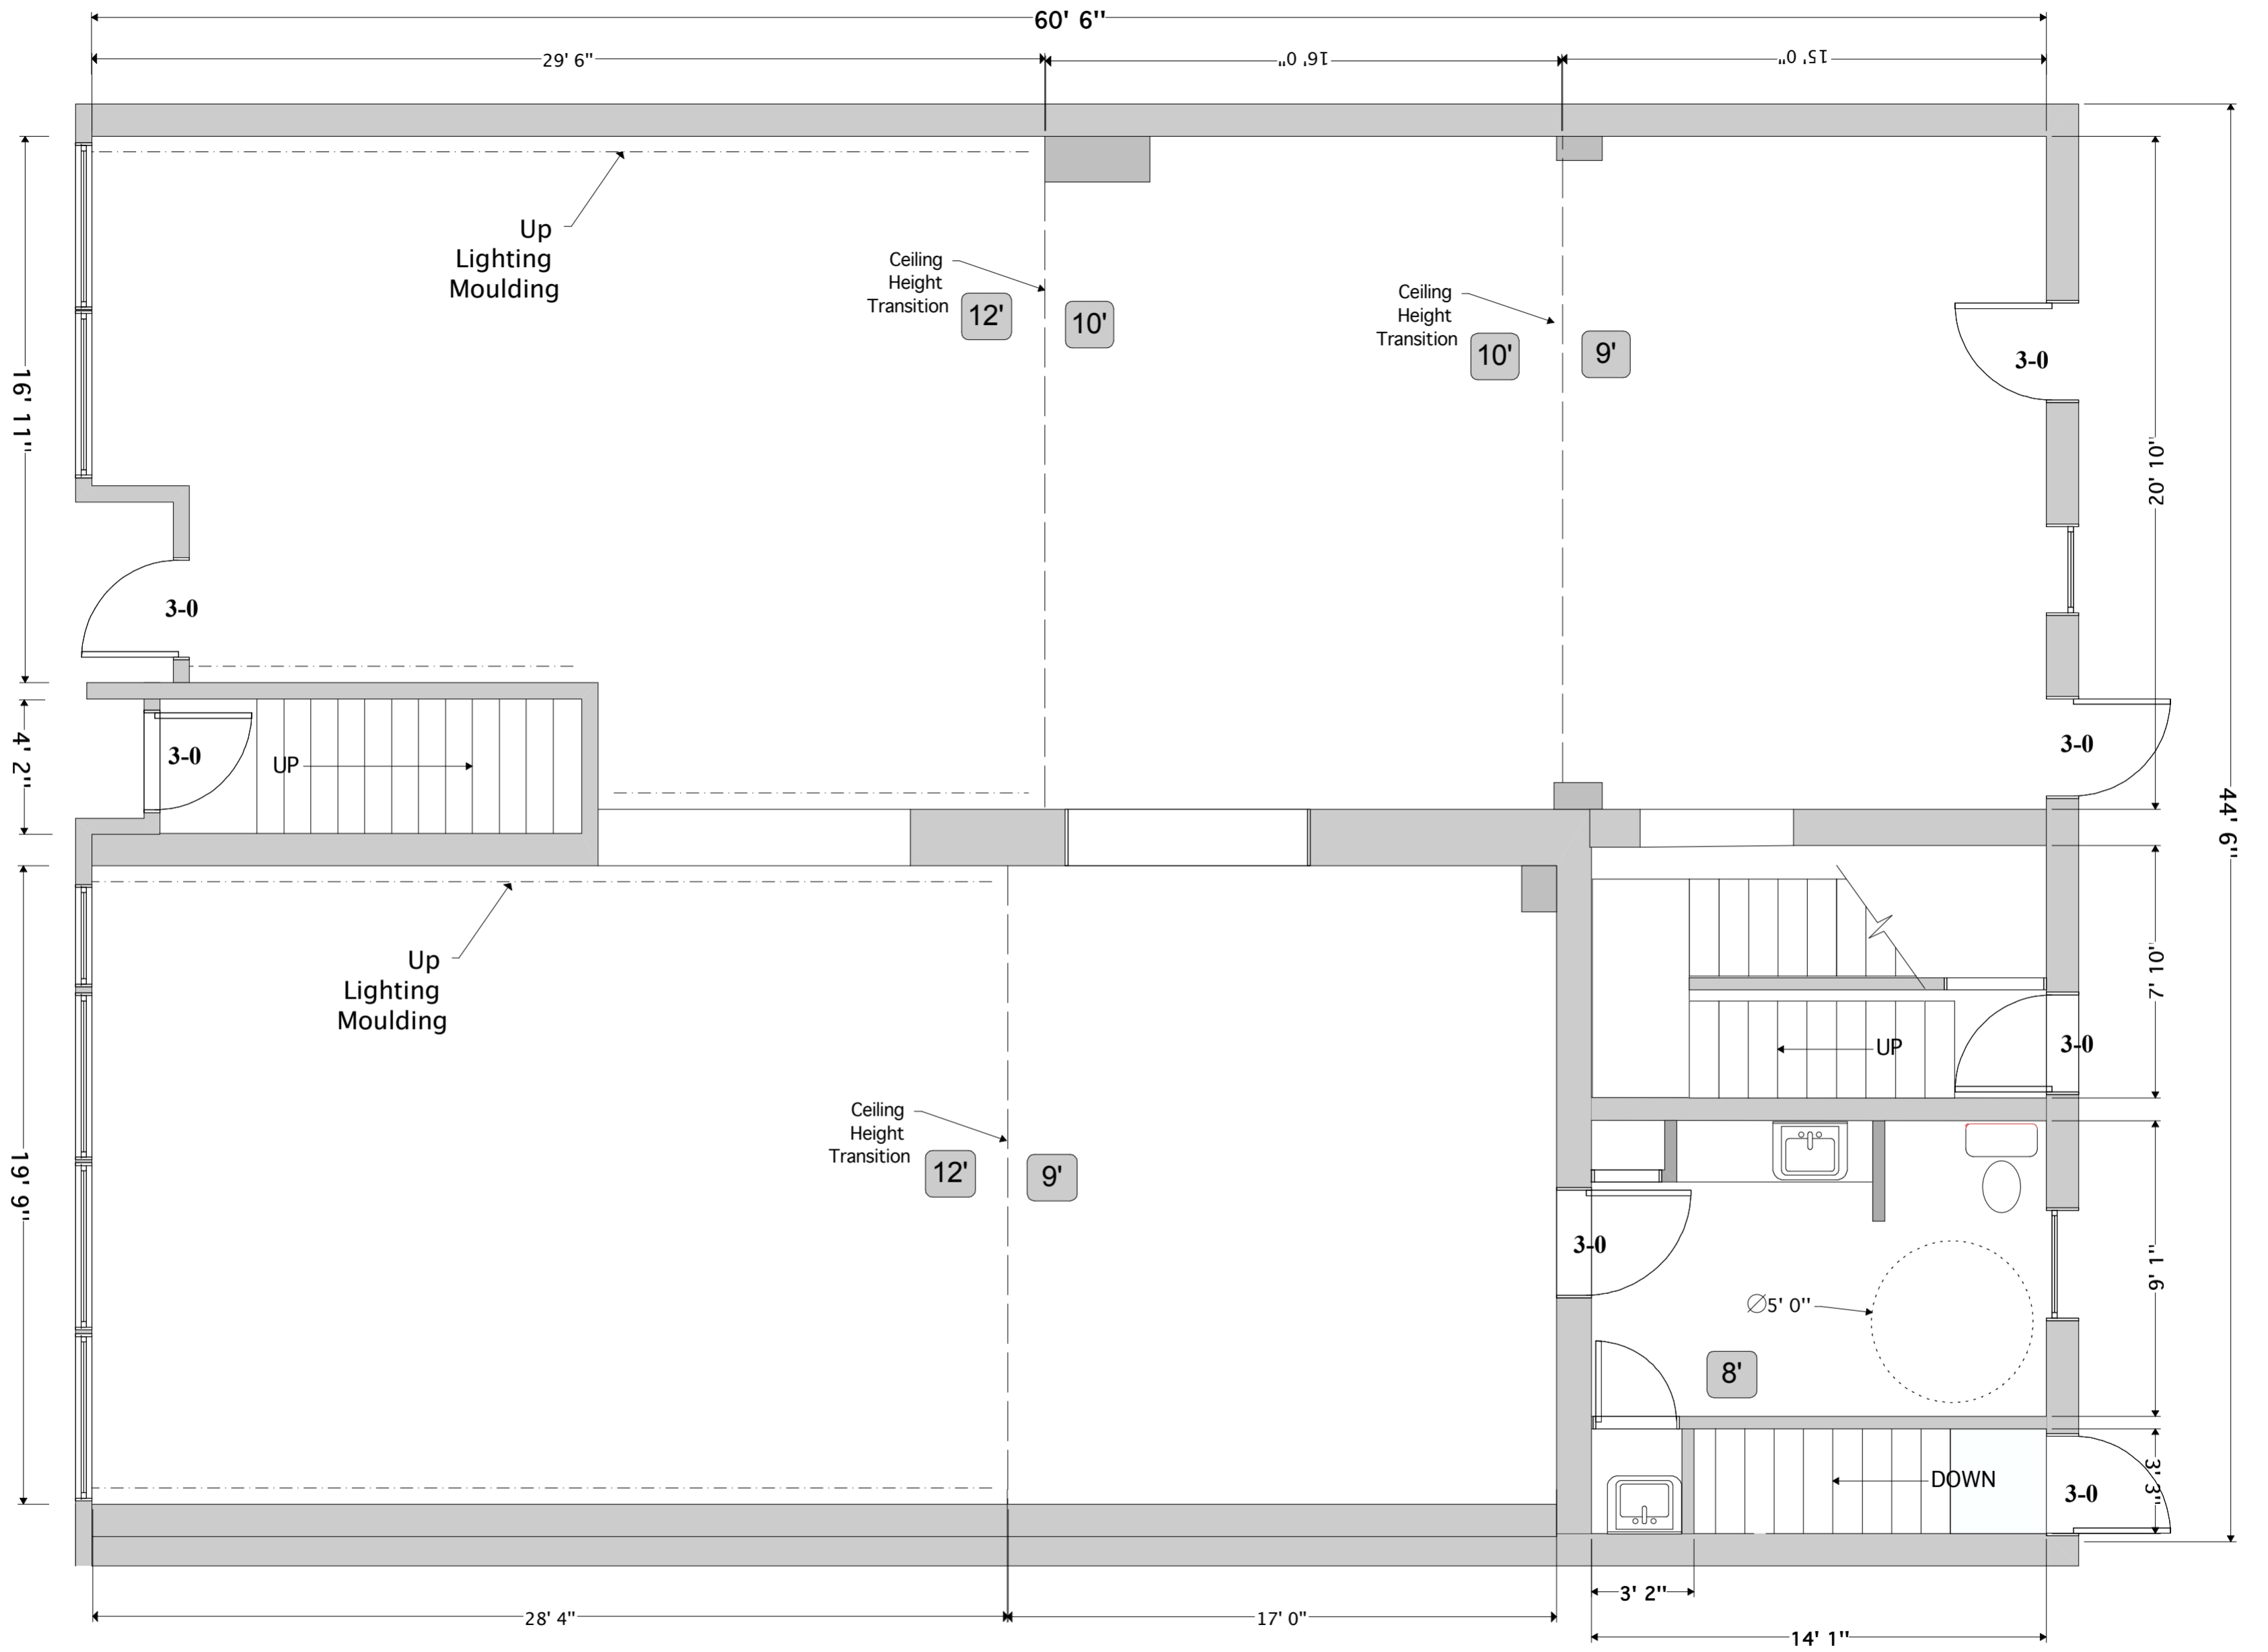 60' 6"
29' 6"
16' 0"
15' 0"
Up
Lighting
Moulding
Ceiling
Height
Transition
12'
10'
Ceiling
Height
Transition
10'
9'
3-0
16' 11"
20' 10"
3-0
3-0
UP
4' 2"
3-0
44' 6"
Up
Lighting
Moulding
7' 10"
UP
3-0
Ceiling
Height
Transition
12'
9'
19' 9"
3-0
9' 1"
⌀5' 0"
8'
DOWN
3-0
3' 3"
3' 2"
28' 4"
17' 0"
14' 1"